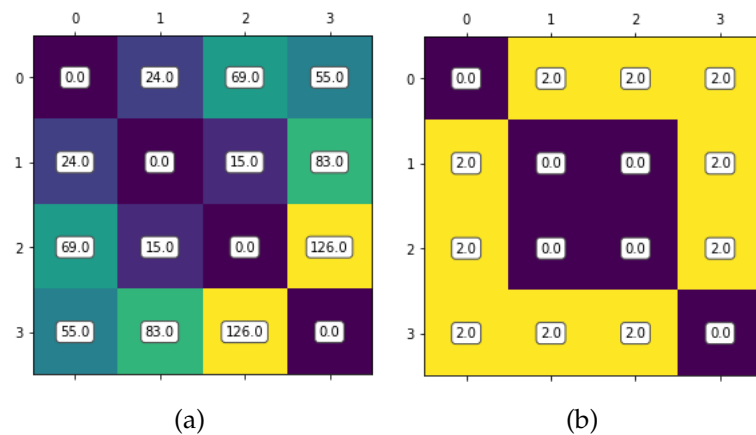 0 1 2 3
0 0.0 24.0 69.0 55.0
1 24.0 0.0 15.0 83.0
2 69.0 15.0 0.0 126.0
3 55.0 83.0 126.0 0.0
(a)
0 1 2 3
0 0.0 2.0 2.0 2.0
1 2.0 0.0 0.0 2.0
2 2.0 0.0 0.0 2.0
3 2.0 2.0 2.0 0.0
(b)